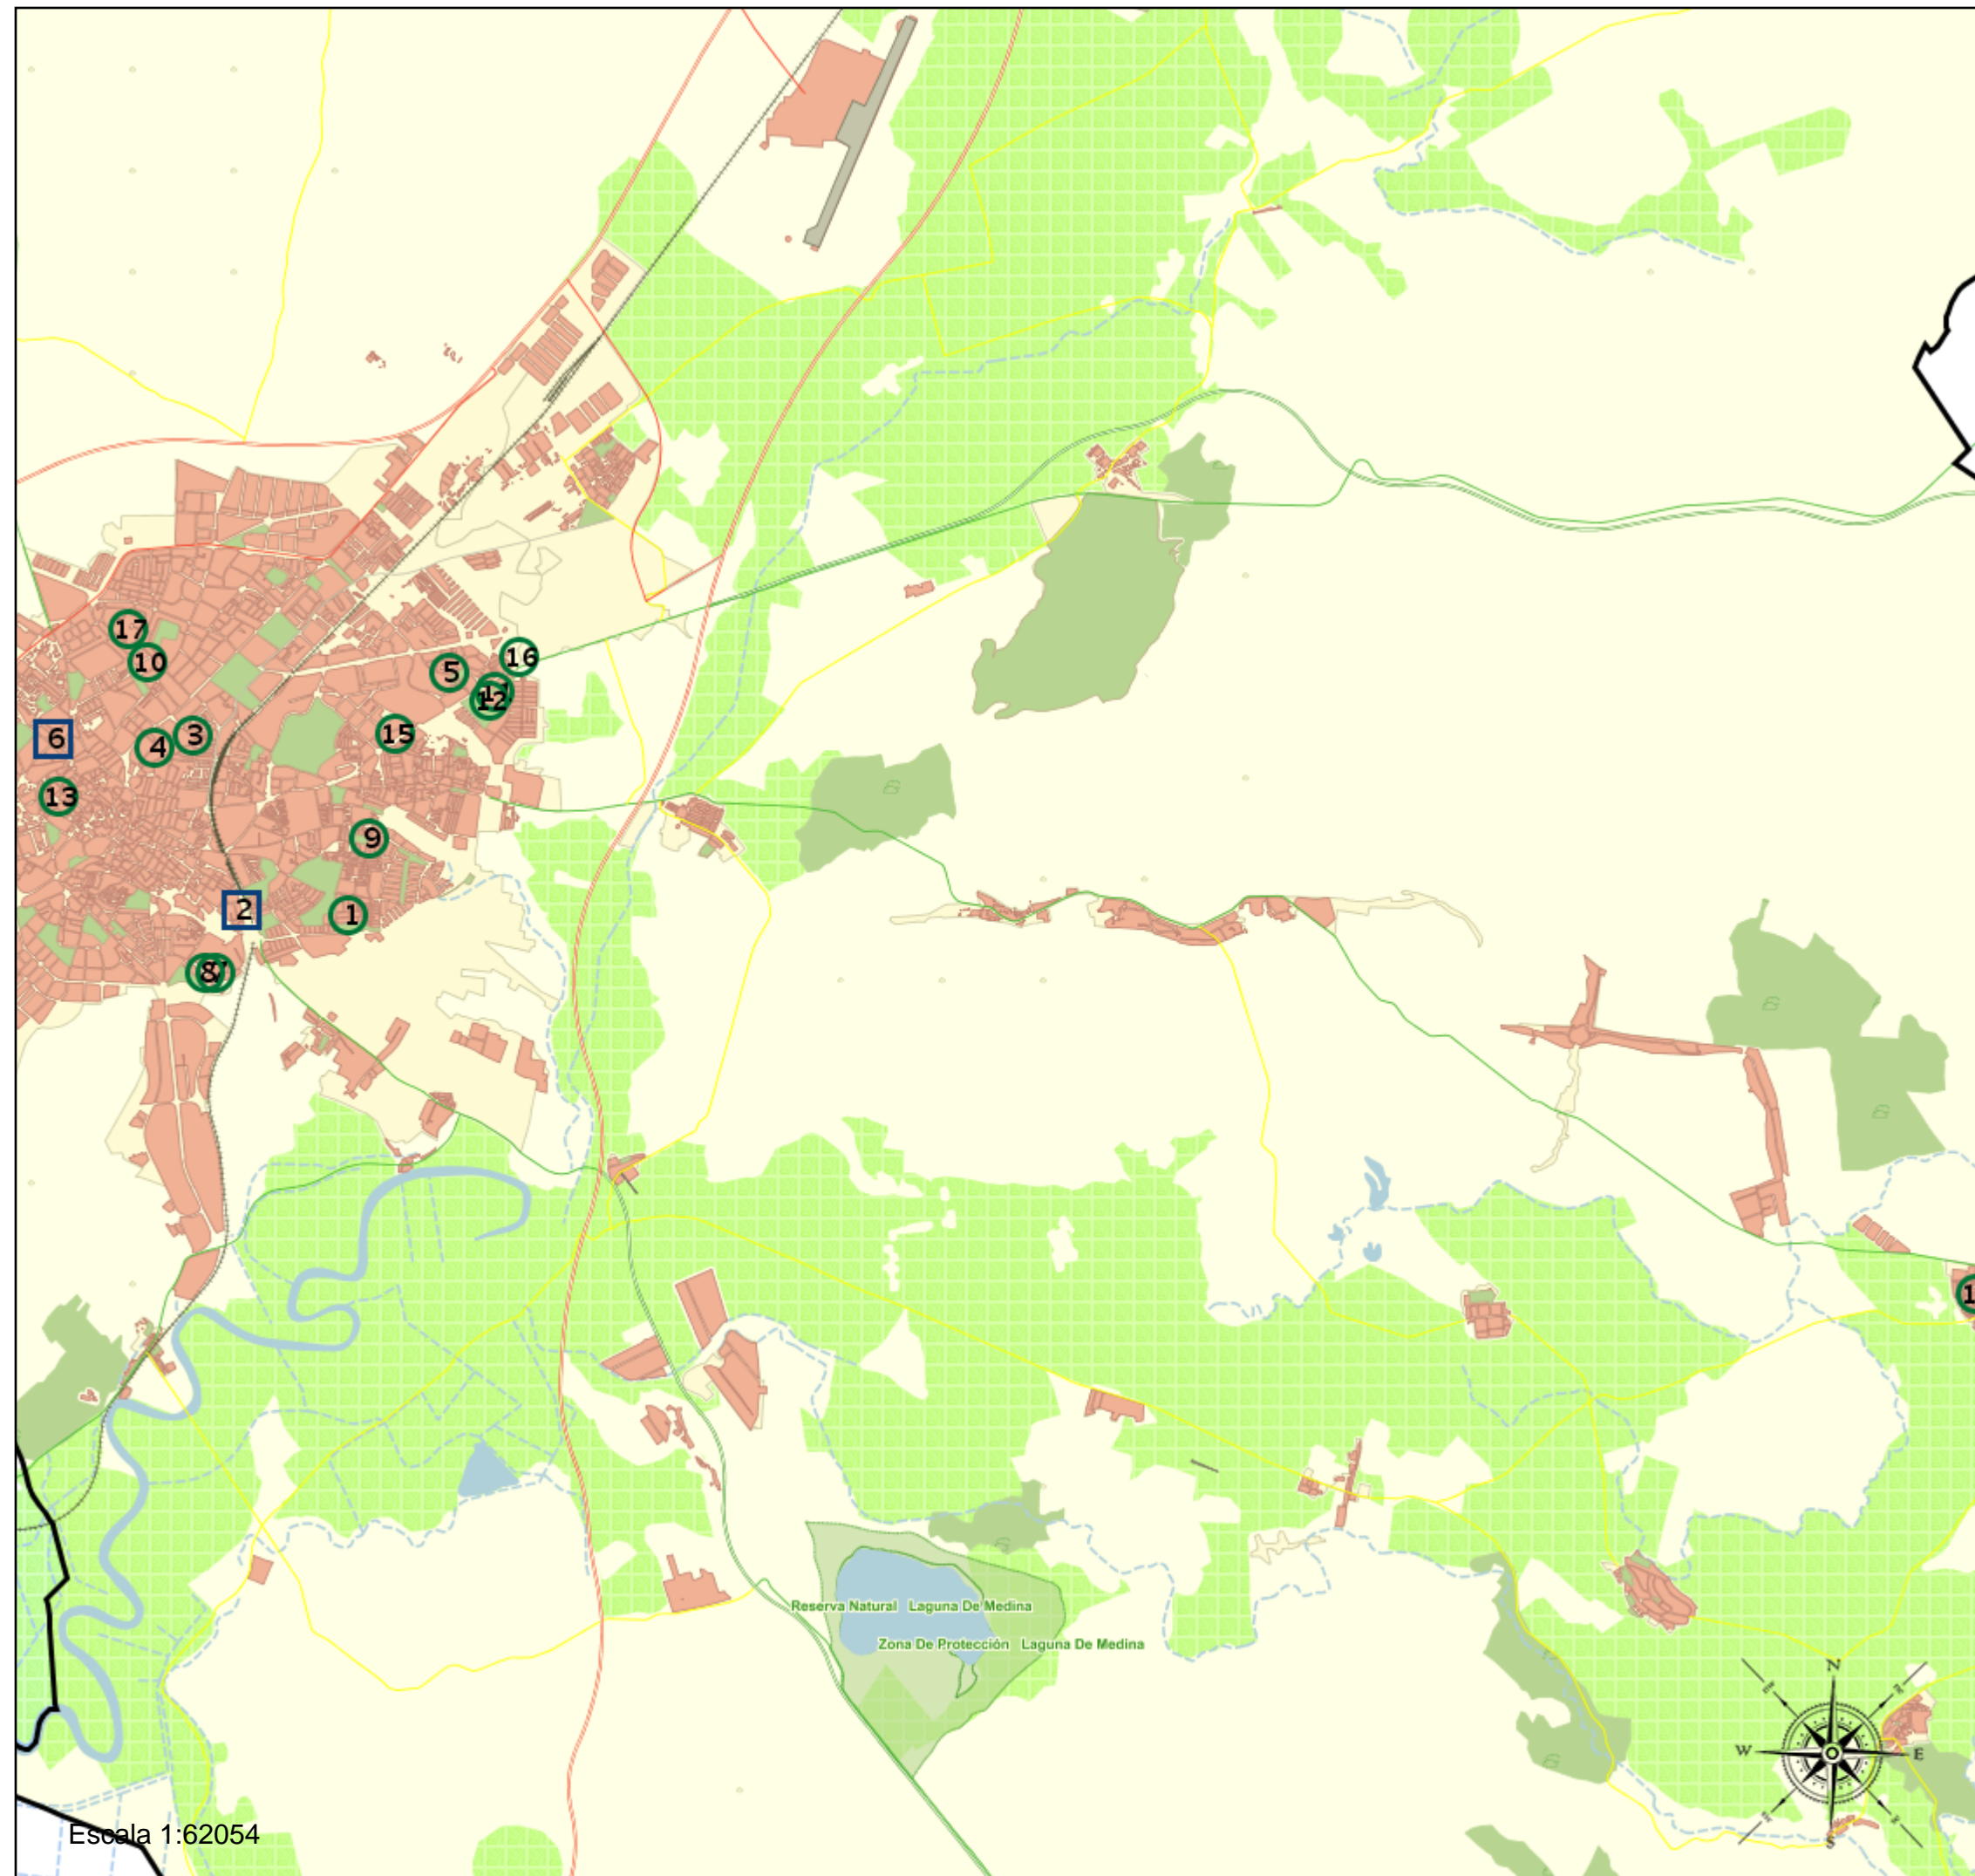 17
10
16
5
12
6
4
3
15
13
9
2
1
8
Reserva Natural Laguna De Medina
Zona De Protección Laguna De Medina
N
W
E
S
Escala 1:62054